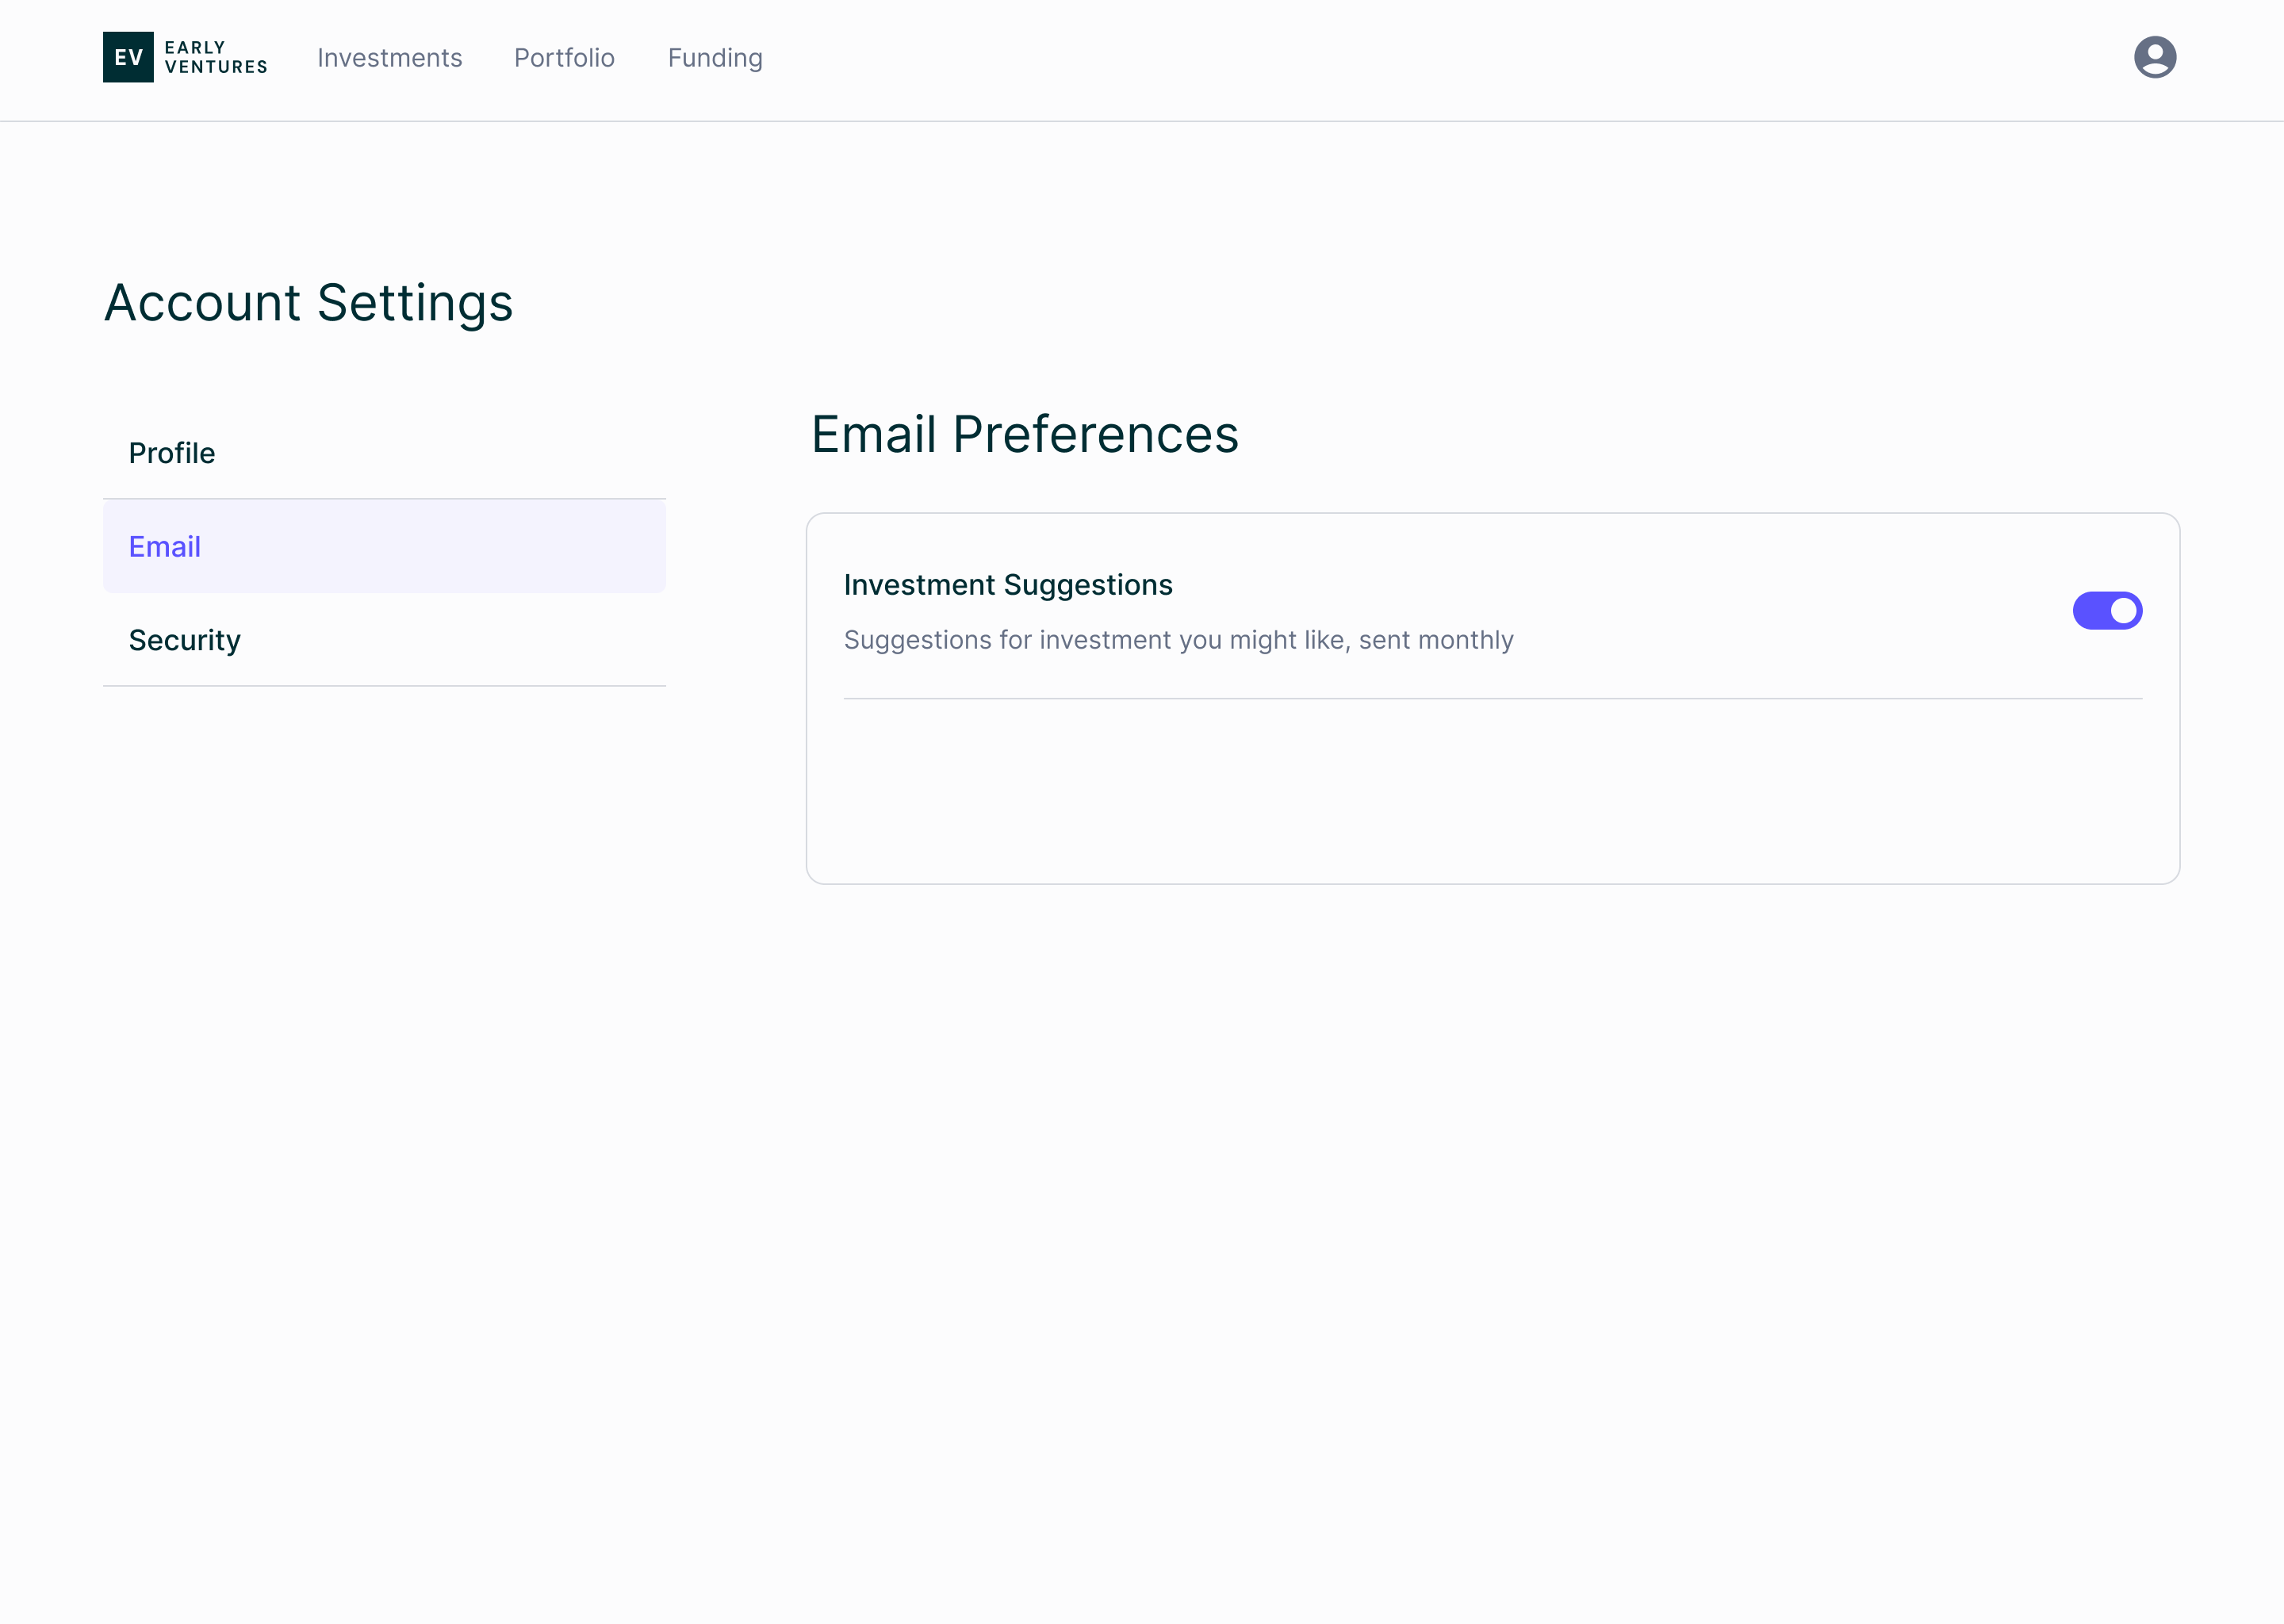 EV
EARLY
VENTURES
Investments
Portfolio
Funding
Account Settings
Profile
Email
Security
Email Preferences
Investment Suggestions
Suggestions for investment you might like, sent monthly